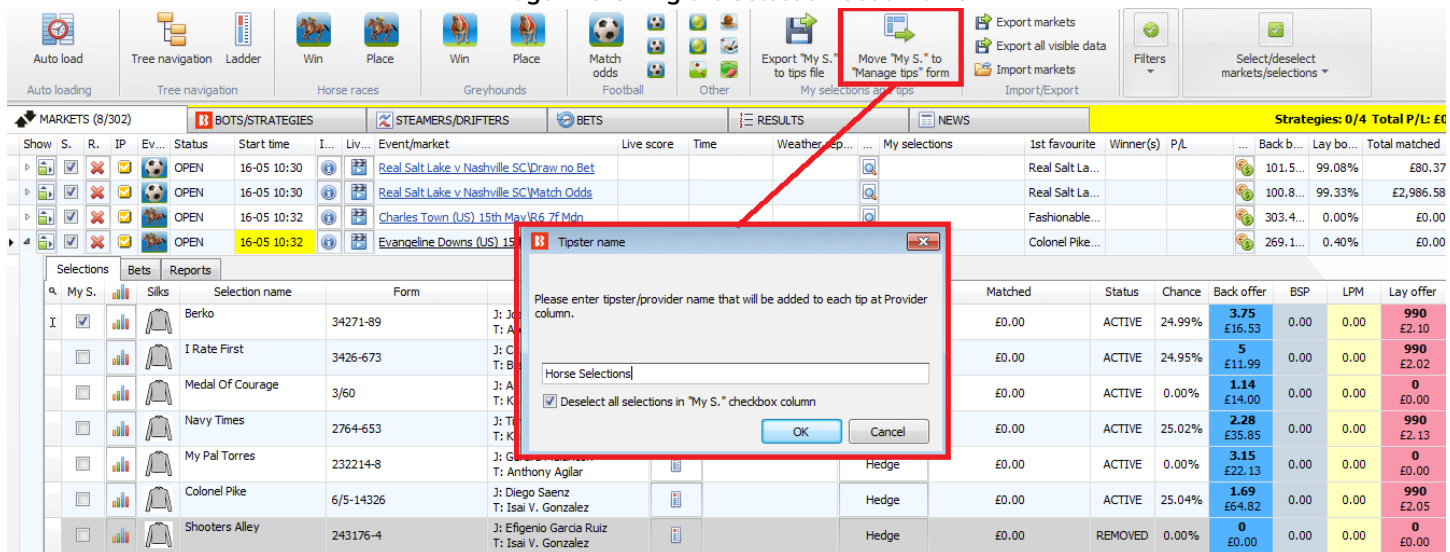 Auto load
Tree navigation
Ladder
Win
Place
Win
Place
Match
odds
Export "My S."
to tips file
Move "My S." to
"Manage tips" form
Export markets
Export all visible data
Import markets
Filters
Select/deselect
markets/selections
Auto loading
Tree navigation
Horse races
Greyhounds
Football
Other
My selections and tips
Import/Export
MARKETS (8/302)
BOTS/STRATEGIES
STEAMERS/DRIFTERS
BETS
RESULTS
NEWS
Strategies: 0/4 Total P/L: £0
Show S. R. IP Ev... Status Start time I... Liv... Event/market Live score Time Weather rep... ... My selections 1st favourite Winner(s) P/L ... Back b... Lay bo... Total matched
OPEN 16-05 10:30 Real Salt Lake v Nashville SC\Draw no Bet Real Salt La... 101.5... 99.08% £80.37
OPEN 16-05 10:30 Real Salt Lake v Nashville SC\Match Odds Real Salt La... 100.8... 99.33% £2,986.58
OPEN 16-05 10:32 Charles Town (US) 15th May\R6 7f Mdn Fashionable... 303.4... 0.00% £0.00
OPEN 16-05 10:32 Evangeline Downs (US) 15 Colonel Pike... 269.1... 0.40% £0.00
Selections Bets Reports
My S. Silks Selection name Form Matched Status Chance Back offer BSP LPM Lay offer
Berko 34271-89 £0.00 ACTIVE 24.99% 3.75 £16.53 0.00 0.00 990 £2.10
I Rate First 3426-673 £0.00 ACTIVE 24.95% 5 £11.99 0.00 0.00 990 £2.02
Medal Of Courage 3/60 £0.00 ACTIVE 0.00% 1.14 £14.00 0.00 0.00 0 £0.00
Navy Times 2764-653 £0.00 ACTIVE 25.02% 2.28 £35.85 0.00 0.00 990 £2.13
My Pal Torres 232214-8 T: Anthony Agilar Hedge £0.00 ACTIVE 0.00% 3.15 £22.13 0.00 0.00 0 £0.00
Colonel Pike 6/5-14326 J: Diego Saenz T: Isai V. Gonzalez Hedge £0.00 ACTIVE 25.04% 1.69 £64.82 0.00 0.00 990 £2.05
Shooters Alley 243176-4 J: Efigenio Garcia Ruiz T: Isai V. Gonzalez Hedge £0.00 REMOVED 0.00% 0 £0.00 0.00 0.00 0 £0.00
Tipster name
Please enter tipster/provider name that will be added to each tip at Provider
column.
Horse Selections
Deselect all selections in "My S." checkbox column
OK
Cancel